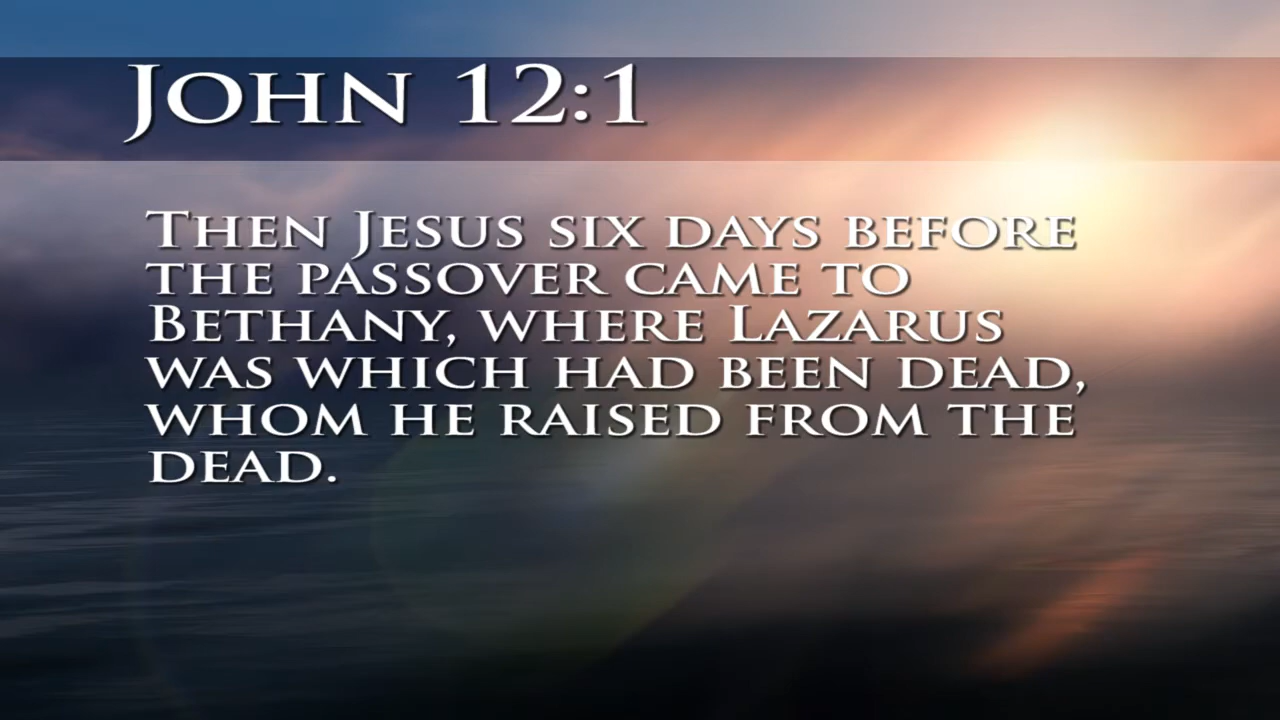 John 12:1
Then Jesus six days before
the passover came to
Bethany, where Lazarus
was which had been dead,
whom he raised from the
dead.